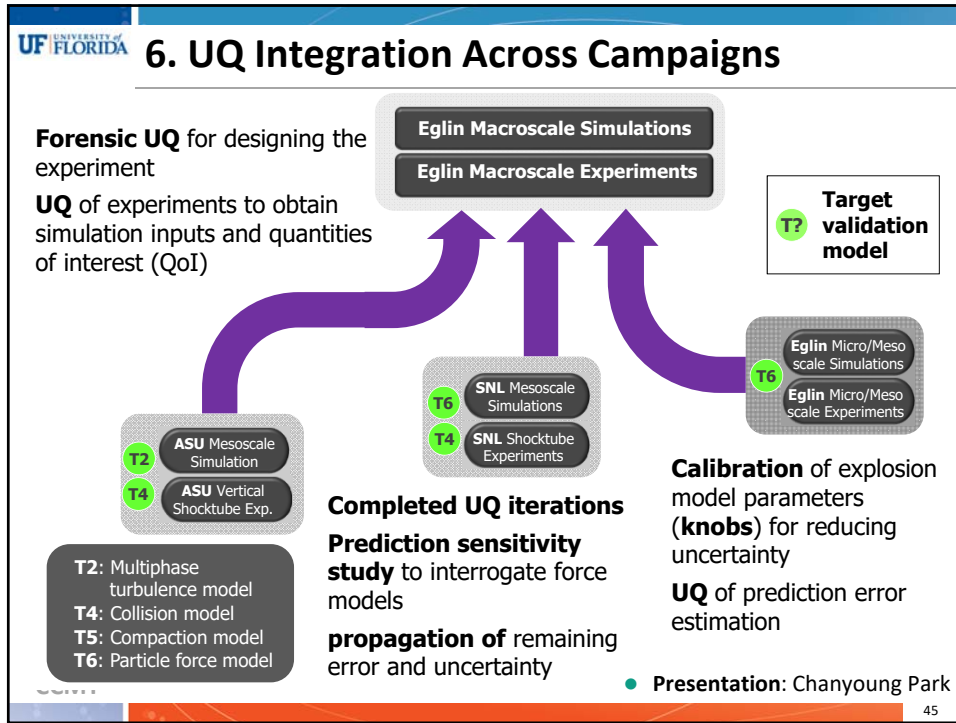 UF UNIVERSITY of FLORIDA
6. UQ Integration Across Campaigns
Forensic UQ for designing the
experiment
UQ of experiments to obtain
simulation inputs and quantities
of interest (QoI)
Eglin Macroscale Simulations
Eglin Macroscale Experiments
T?
Target
validation
model
T2
T4
ASU Mesoscale
Simulation
ASU Vertical
Shocktube Exp.
T6
T4
SNL Mesoscale
Simulations
SNL Shocktube
Experiments
T6
Eglin Micro/Meso
scale Simulations
Eglin Micro/Meso
scale Experiments
T2: Multiphase
turbulence model
T4: Collision model
T5: Compaction model
T6: Particle force model
Completed UQ iterations
Prediction sensitivity
study to interrogate force
models
propagation of remaining
error and uncertainty
Calibration of explosion
model parameters
(knobs) for reducing
uncertainty
UQ of prediction error
estimation
Presentation: Chanyoung Park
45